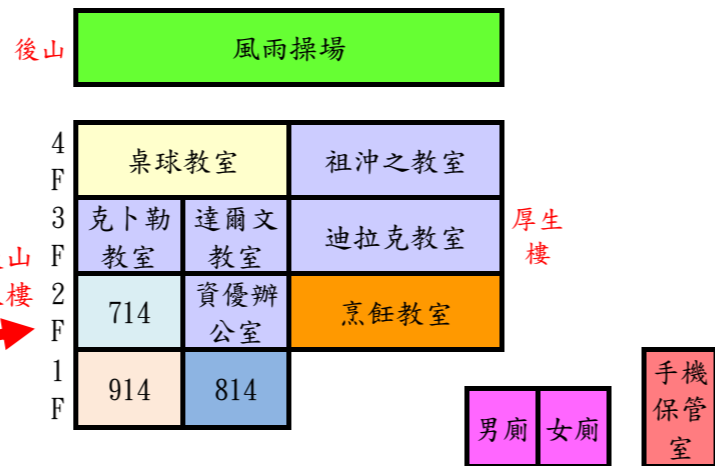 後山
風雨操場
4
F
桌球教室
祖沖之教室
3
F
克卜勒
教室
達爾文
教室
迪拉克教室
厚生
樓
山
樓
2
F
714
資優辦
公室
烹飪教室
1
F
914
814
男廁
女廁
手機
保管
室